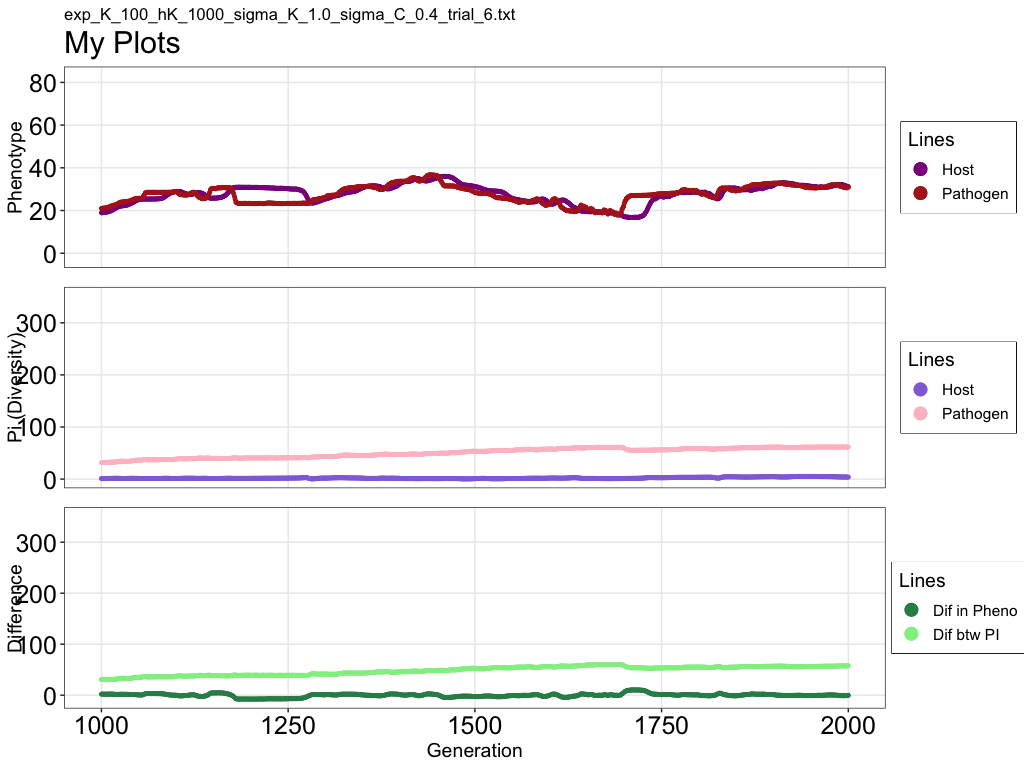 exp_K_100_hK_1000_sigma_K_1.0_sigma_C_0.4_trial_6.txt
My Plots
Phenotype
80
60
40
20
0
Lines
Host
Pathogen
Pi (Diversity)
300
200
100
0
Lines
Host
Pathogen
Difference
300
200
100
0
Lines
Dif in Pheno
Dif btw PI
1000 1250 1500 1750 2000
Generation